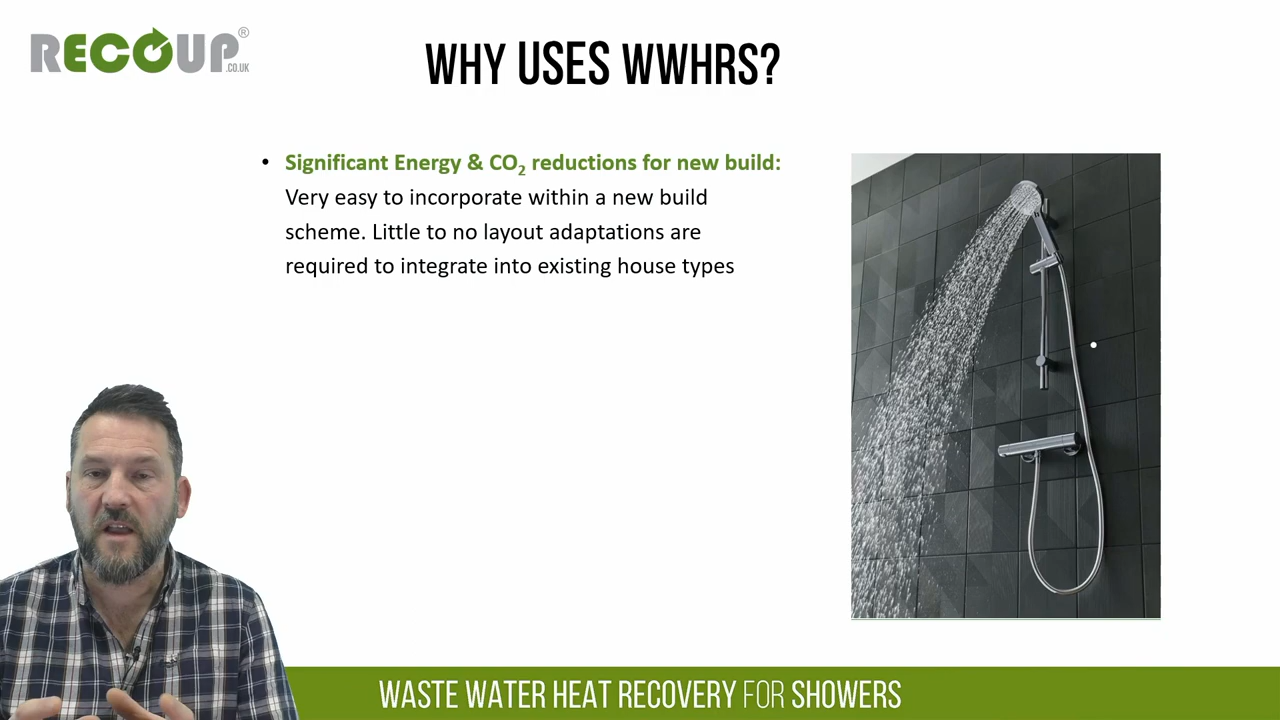 RECOUP®
.CO.UK
WHY USES WWHRS?
• Significant Energy & CO₂ reductions for new build:
Very easy to incorporate within a new build
scheme. Little to no layout adaptations are
required to integrate into existing house types
WASTE WATER HEAT RECOVERY FOR SHOWERS